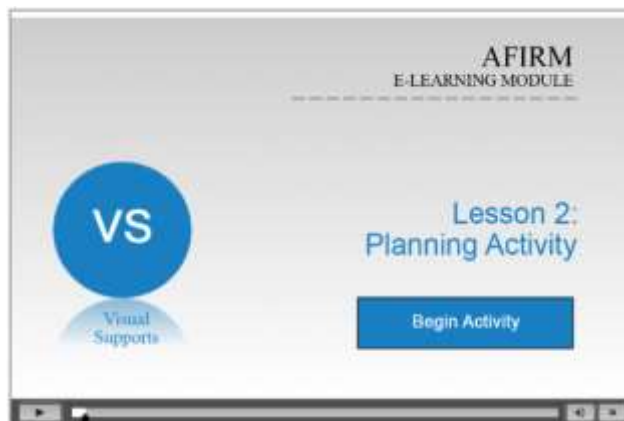 AFIRM
E-LEARNING MODULE
VS
Visual
Supports
Lesson 2:
Planning Activity
Begin Activity